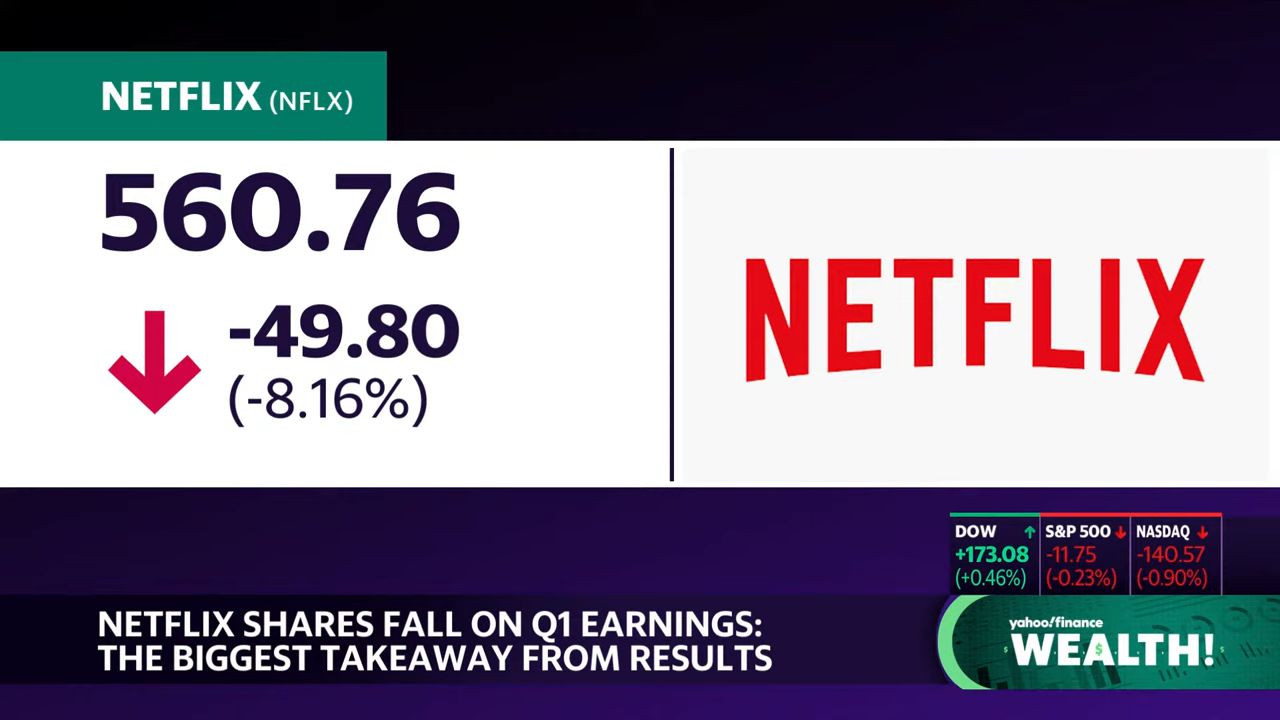 NETFLIX (NFLX)
560.76
-49.80
(-8.16%)
NETFLIX
DOW
+173.08
(+0.46%)
S&P 500
-11.75
(-0.23%)
NASDAQ
-140.57
(-0.90%)
NETFLIX SHARES FALL ON Q1 EARNINGS:
THE BIGGEST TAKEAWAY FROM RESULTS
yahoo!finance
WEALTH!